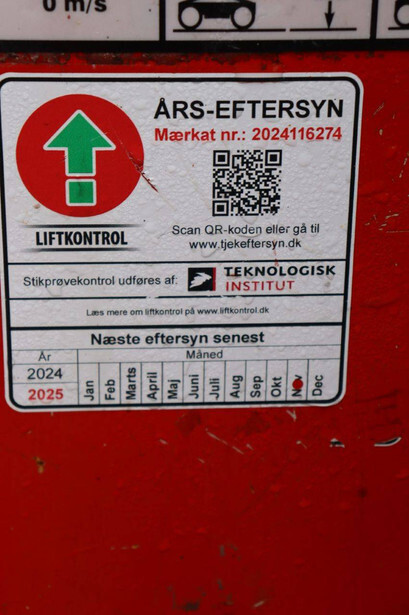 0 m/s
ÅRS-EFTERSYN
Mærkat nr.: 2024116274
LIFTKONTROL
Scan QR-koden eller gå til
www.tjekeftersyn.dk
Stikprøvekontrol udføres af:
TEKNOLOGISK
INSTITUT
Læs mere om liftkontrol på www.liftkontrol.dk
Næste eftersyn senest
År Måned
2024
2025
Jan Feb Marts April Maj Juni Juli Aug Sep Okt Nov Dec